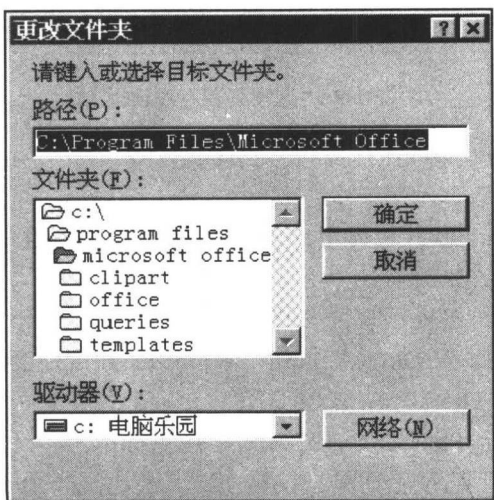 更改文件夹
请键入或选择目标文件夹。
路径(P):
C:\Program Files\Microsoft Office
文件夹(F):
c:\
program files
microsoft office
clipart
office
queries
templates
确定
取消
驱动器(V):
c: 电脑乐园
网络(N)